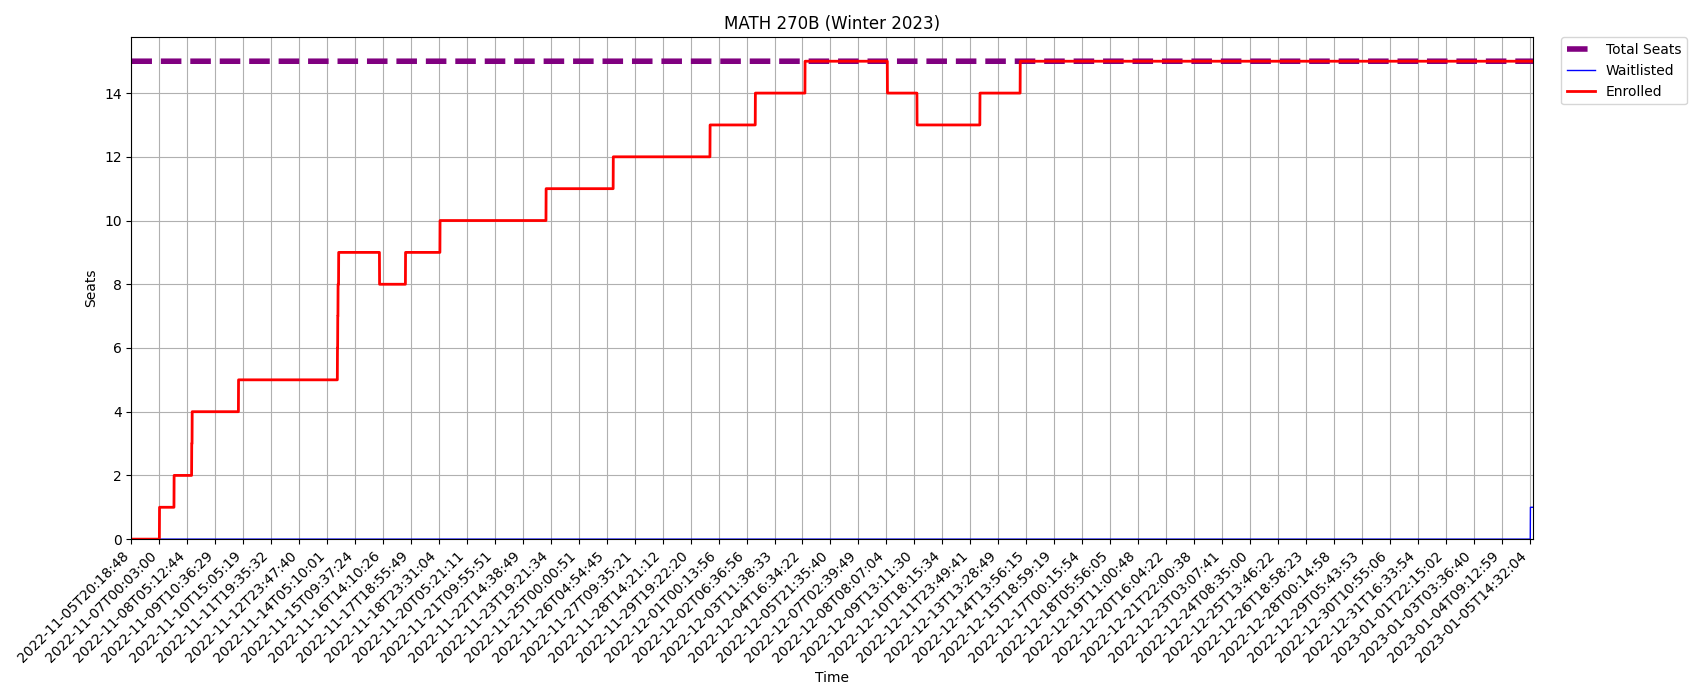 MATH 270B (Winter 2023)
Total Seats
Waitlisted
Enrolled
Seats
14
12
10
8
6
4
2
0
2022-11-05T20:18:48
2022-11-07T00:03:00
2022-11-08T05:12:44
2022-11-09T10:36:29
2022-11-10T15:05:19
2022-11-11T19:35:32
2022-11-12T23:47:40
2022-11-14T05:10:01
2022-11-15T09:37:24
2022-11-16T14:10:26
2022-11-17T18:55:49
2022-11-18T23:31:04
2022-11-20T05:21:11
2022-11-21T09:55:51
2022-11-22T14:38:49
2022-11-23T19:21:34
2022-11-25T00:00:51
2022-11-26T04:54:45
2022-11-27T09:35:21
2022-11-28T14:21:12
2022-11-29T19:22:20
2022-12-01T00:13:56
2022-12-02T06:36:56
2022-12-03T11:38:33
2022-12-04T16:34:22
2022-12-05T21:35:40
2022-12-07T02:39:49
2022-12-08T08:07:04
2022-12-09T13:11:30
2022-12-10T18:15:34
2022-12-11T23:49:41
2022-12-13T13:28:49
2022-12-14T13:56:15
2022-12-15T18:59:19
2022-12-17T00:15:54
2022-12-18T05:56:05
2022-12-19T11:00:48
2022-12-20T16:04:22
2022-12-21T22:00:38
2022-12-23T03:07:41
2022-12-24T08:35:00
2022-12-25T13:46:22
2022-12-26T18:58:23
2022-12-28T00:14:58
2022-12-29T05:43:53
2022-12-30T10:55:06
2022-12-31T16:33:54
2023-01-01T22:15:02
2023-01-03T03:36:40
2023-01-04T09:12:59
2023-01-05T14:32:04
Time